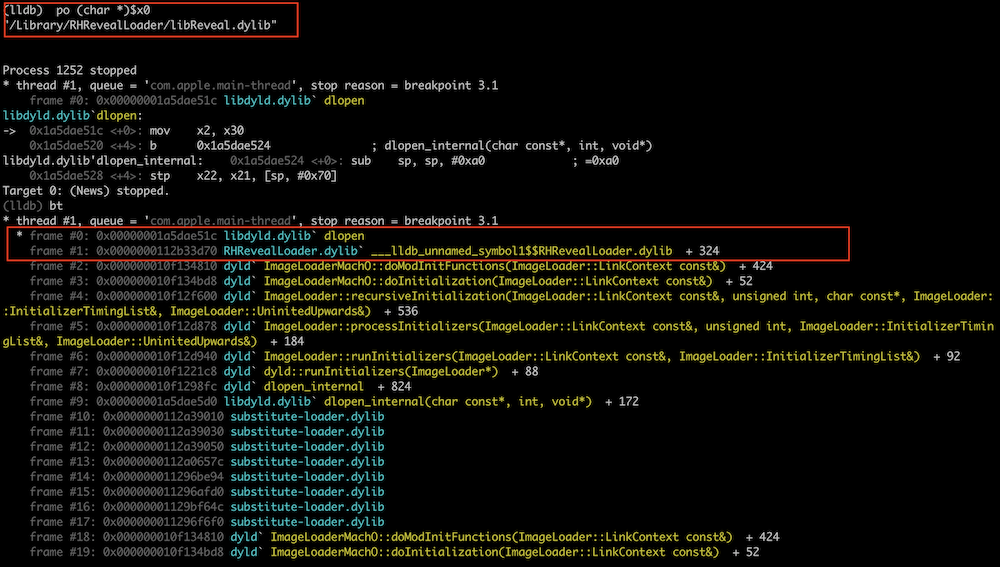 (lldb)  po (char *)$x0
"/Library/RHRevealLoader/libReveal.dylib"
Process 1252 stopped
* thread #1, queue = 'com.apple.main-thread', stop reason = breakpoint 3.1
    frame #0: 0x00000001a5dae51c libdyld.dylib` dlopen
libdyld.dylib`dlopen:
->  0x1a5dae51c <+0>: mov    x2, x30
    0x1a5dae520 <+4>: b      0x1a5dae524               ; dlopen_internal(char const*, int, void*)
libdyld.dylib'dlopen_internal:    0x1a5dae524 <+0>: sub    sp, sp, #0xa0             ; =0xa0
    0x1a5dae528 <+4>: stp    x22, x21, [sp, #0x70]
Target 0: (News) stopped.
(lldb) bt
* thread #1, queue = 'com.apple.main-thread', stop reason = breakpoint 3.1
  * frame #0: 0x00000001a5dae51c libdyld.dylib` dlopen
    frame #1: 0x0000000112b33d70 RHRevealLoader.dylib` ___lldb_unnamed_symbol1$$RHRevealLoader.dylib  + 324
    frame #2: 0x000000010f134810 dyld` ImageLoaderMachO::doModInitFunctions(ImageLoader::LinkContext const&)  + 424
    frame #3: 0x000000010f134bd8 dyld` ImageLoaderMachO::doInitialization(ImageLoader::LinkContext const&)  + 52
    frame #4: 0x000000010f12f600 dyld` ImageLoader::recursiveInitialization(ImageLoader::LinkContext const&, unsigned int, char const*, ImageLoader:
:InitializerTimingList&, ImageLoader::UninitedUpwards&)  + 536
    frame #5: 0x000000010f12d878 dyld` ImageLoader::processInitializers(ImageLoader::LinkContext const&, unsigned int, ImageLoader::InitializerTimin
gList&, ImageLoader::UninitedUpwards&)  + 184
    frame #6: 0x000000010f12d940 dyld` ImageLoader::runInitializers(ImageLoader::LinkContext const&, ImageLoader::InitializerTimingList&)  + 92
    frame #7: 0x000000010f1221c8 dyld` dyld::runInitializers(ImageLoader*)  + 88
    frame #8: 0x000000010f1298fc dyld` dlopen_internal  + 824
    frame #9: 0x00000001a5dae5d0 libdyld.dylib` dlopen_internal(char const*, int, void*)  + 172
    frame #10: 0x0000000112a39010 substitute-loader.dylib
    frame #11: 0x0000000112a39030 substitute-loader.dylib
    frame #12: 0x0000000112a39050 substitute-loader.dylib
    frame #13: 0x0000000112a0657c substitute-loader.dylib
    frame #14: 0x000000011296be94 substitute-loader.dylib
    frame #15: 0x000000011296afd0 substitute-loader.dylib
    frame #16: 0x00000001129bf64c substitute-loader.dylib
    frame #17: 0x000000011296f6f0 substitute-loader.dylib
    frame #18: 0x000000010f134810 dyld` ImageLoaderMachO::doModInitFunctions(ImageLoader::LinkContext const&)  + 424
    frame #19: 0x000000010f134bd8 dyld` ImageLoaderMachO::doInitialization(ImageLoader::LinkContext const&)  + 52